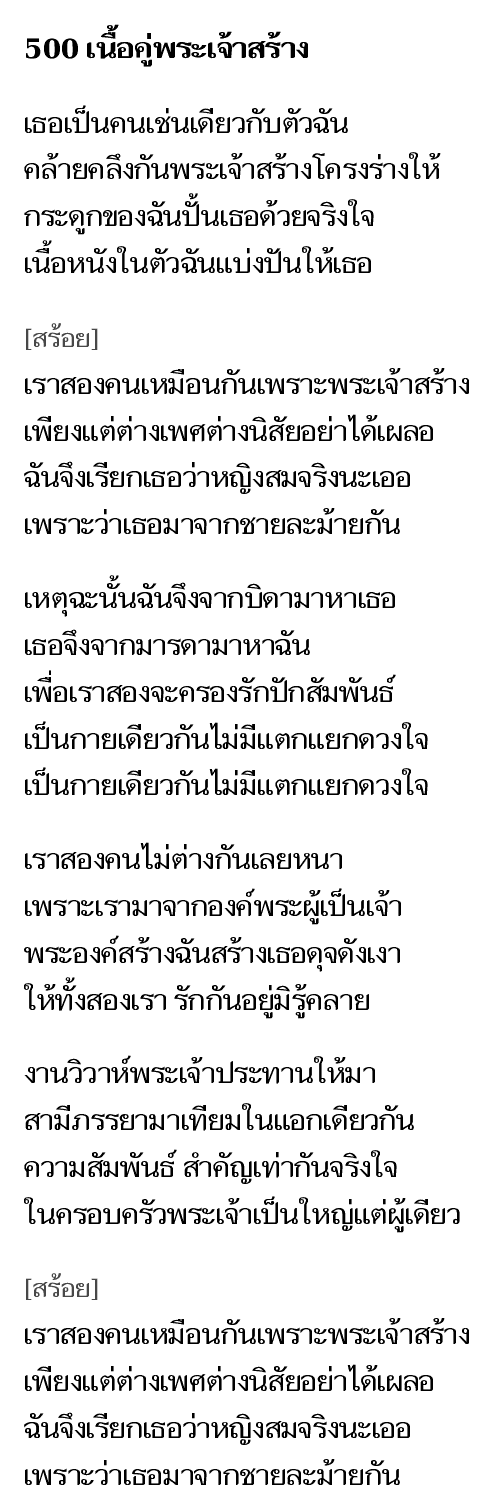 500 เนื้อคู่พระเจ้าสร้าง
เธอเป็นคนเช่นเดียวกับตัวฉัน
คล้ายคลึงกันพระเจ้าสร้างโครงร่างให้
กระดูกของฉันปั้นเธอด้วยจริงใจ
เนื้อหนังในตัวฉันแบ่งปันให้เธอ
[สร้อย]
เราสองคนเหมือนกันเพราะพระเจ้าสร้าง
เพียงแต่ต่างเพศต่างนิสัยอย่าได้เผลอ
ฉันจึงเรียกเธอว่าหญิงสมจริงนะเออ
เพราะว่าเธอมาจากชายละม้ายกัน
เหตุฉะนั้นฉันจึงจากบิดามาหาเธอ
เธอจึงจากมารดามาหาฉัน
เพื่อเราสองจะครองรักปักสัมพันธ์
เป็นกายเดียวกันไม่มีแตกแยกดวงใจ
เป็นกายเดียวกันไม่มีแตกแยกดวงใจ
เราสองคนไม่ต่างกันเลยหนา
เพราะเรามาจากองค์พระผู้เป็นเจ้า
พระองค์สร้างฉันสร้างเธอดุจดังเงา
ให้ทั้งสองเรา รักกันอยู่มิรู้คลาย
งานวิวาห์พระเจ้าประทานให้มา
สามีภรรยามาเทียมในแอกเดียวกัน
ความสัมพันธ์ สำคัญเท่ากันจริงใจ
ในครอบครัวพระเจ้าเป็นใหญ่แต่ผู้เดียว
[สร้อย]
เราสองคนเหมือนกันเพราะพระเจ้าสร้าง
เพียงแต่ต่างเพศต่างนิสัยอย่าได้เผลอ
ฉันจึงเรียกเธอว่าหญิงสมจริงนะเออ
เพราะว่าเธอมาจากชายละม้ายกัน